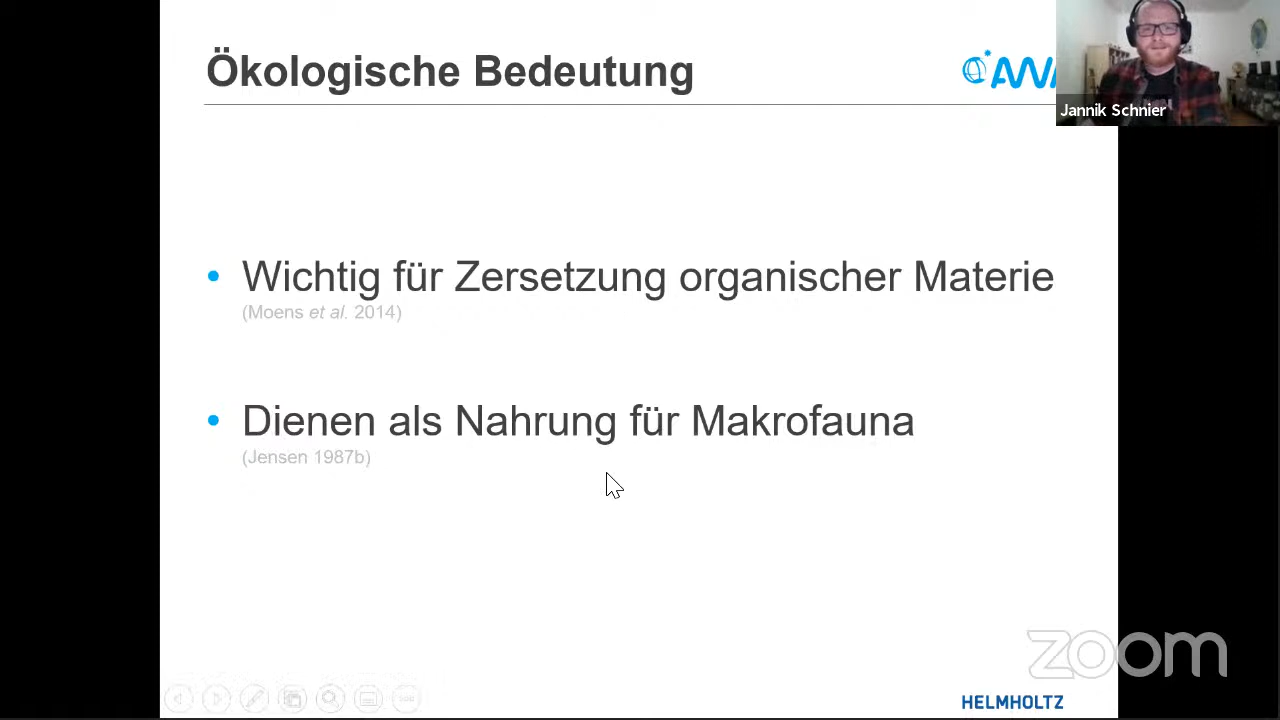 Ökologische Bedeutung
Jannik Schnier
• Wichtig für Zersetzung organischer Materie
(Moens et al. 2014)
• Dienen als Nahrung für Makrofauna
(Jensen 1987b)
zoom
HELMHOLTZ